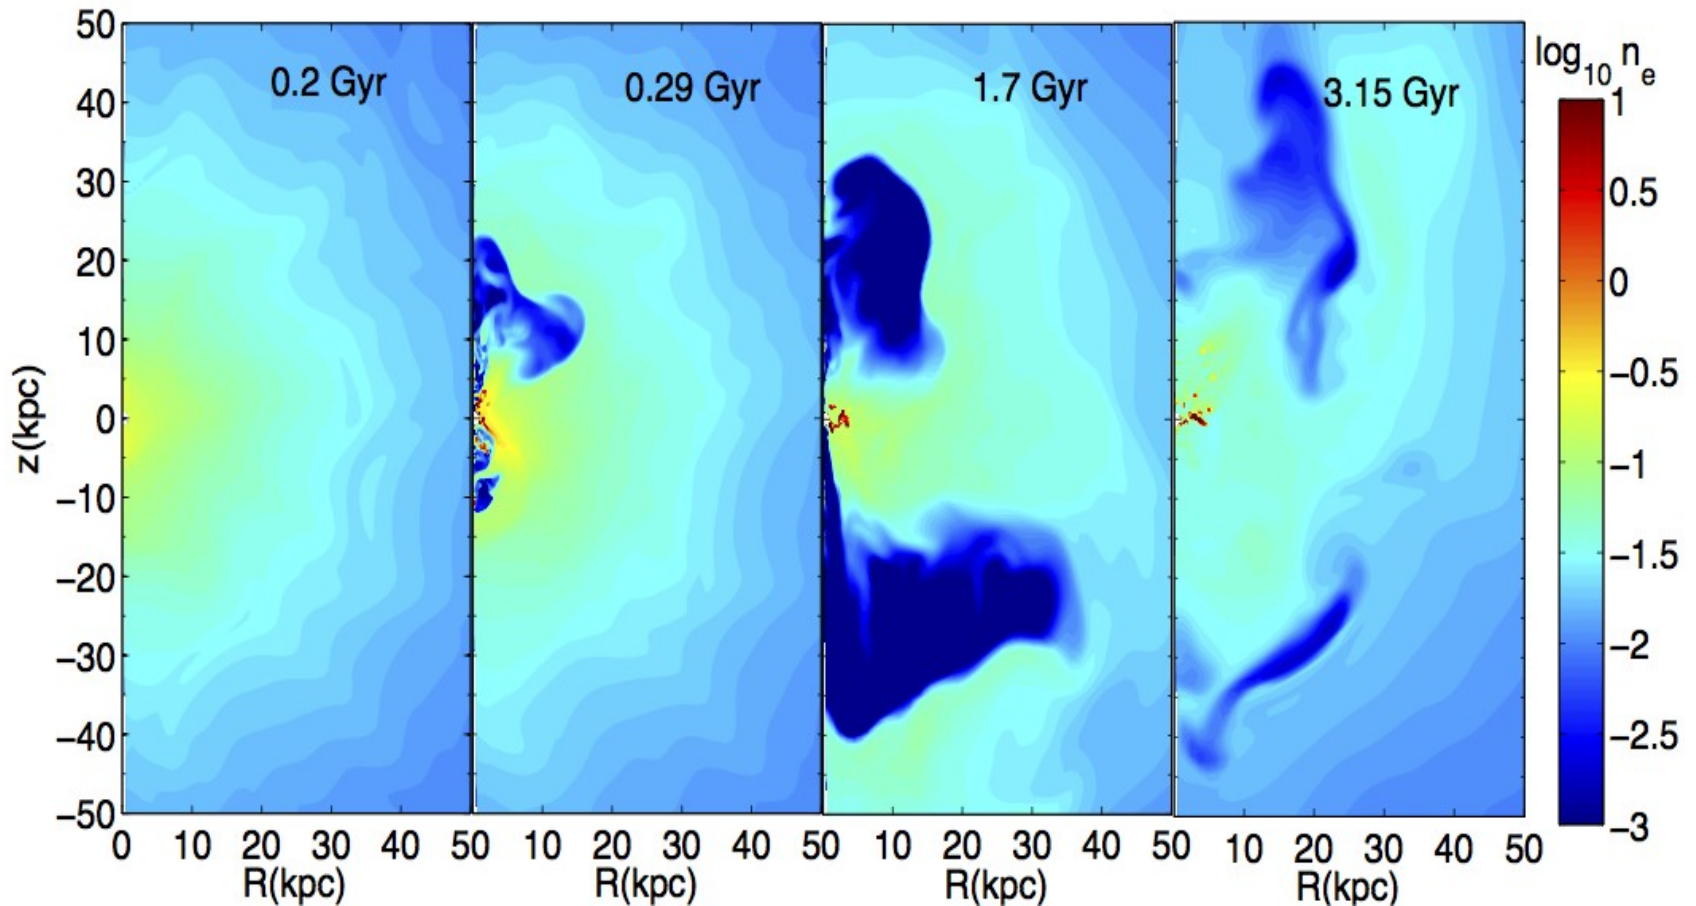 0.2 Gyr
0.29 Gyr
1.7 Gyr
3.15 Gyr
log10 ne
z(kpc)
50
40
30
20
10
0
−10
−20
−30
−40
−50
0 10 20 30 40 50 10 20 30 40 50 10 20 30 40 50 10 20 30 40 50
R(kpc) R(kpc) R(kpc) R(kpc)
1
0.5
0
−0.5
−1
−1.5
−2
−2.5
−3